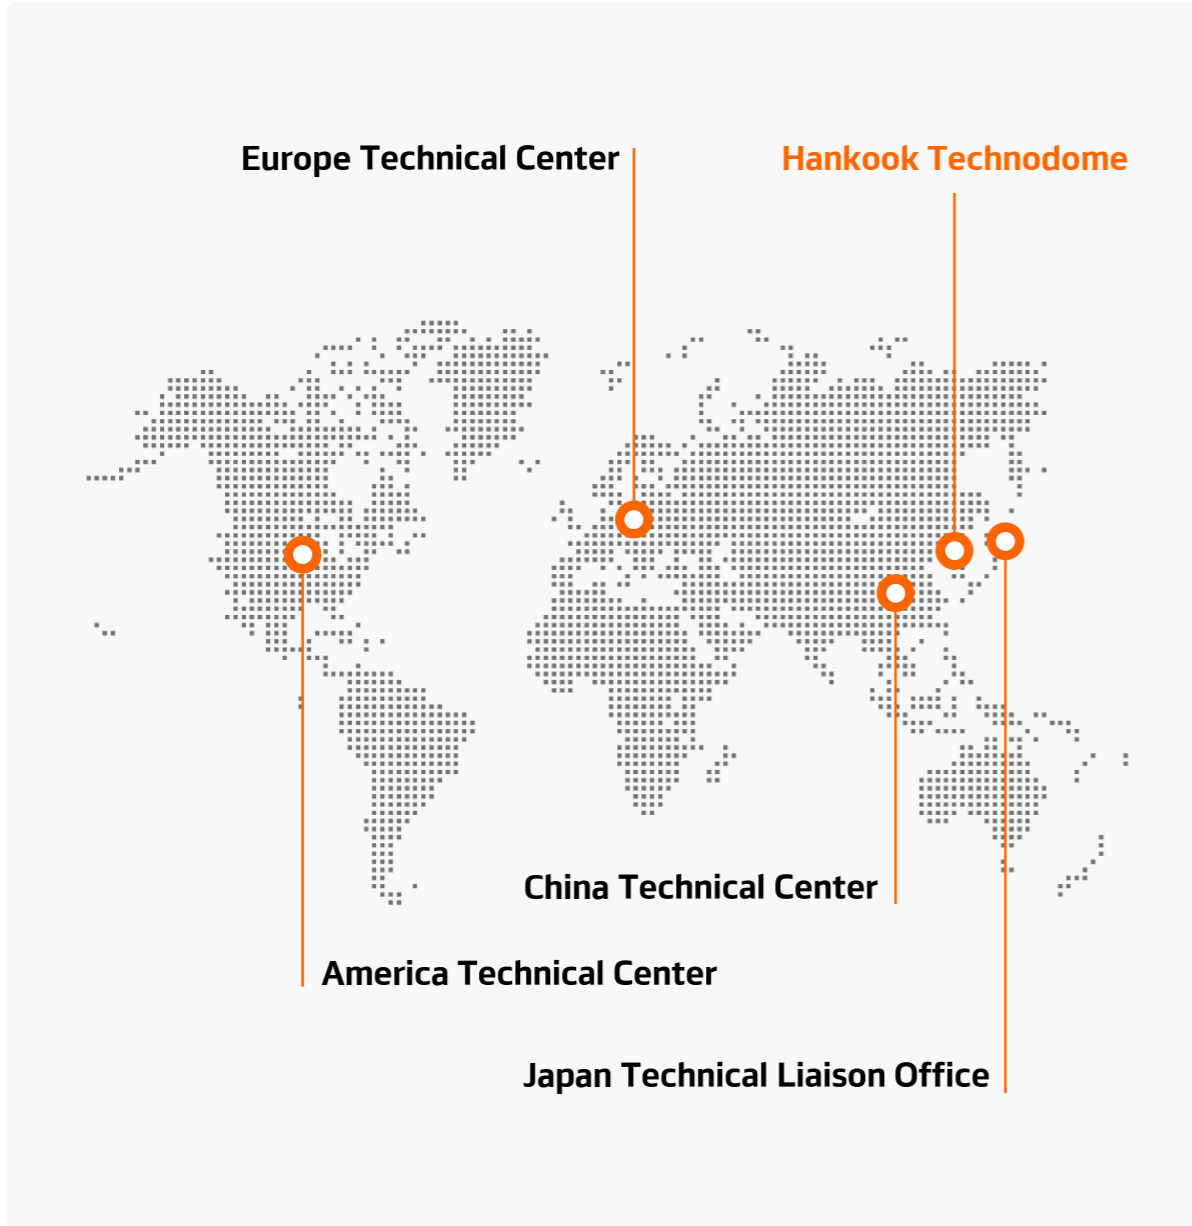 Europe Technical Center
Hankook Technodome
China Technical Center
America Technical Center
Japan Technical Liaison Office